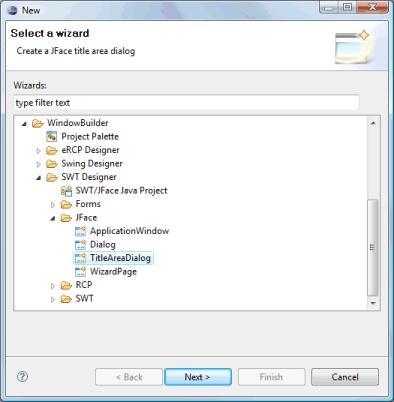 New
Select a wizard
Create a JFace title area dialog
Wizards:
type filter text
WindowBuilder
Project Palette
eRCP Designer
Swing Designer
SWT Designer
SWT/JFace Java Project
Forms
JFace
ApplicationWindow
Dialog
TitleAreaDialog
WizardPage
RCP
SWT
?
< Back
Next >
Finish
Cancel